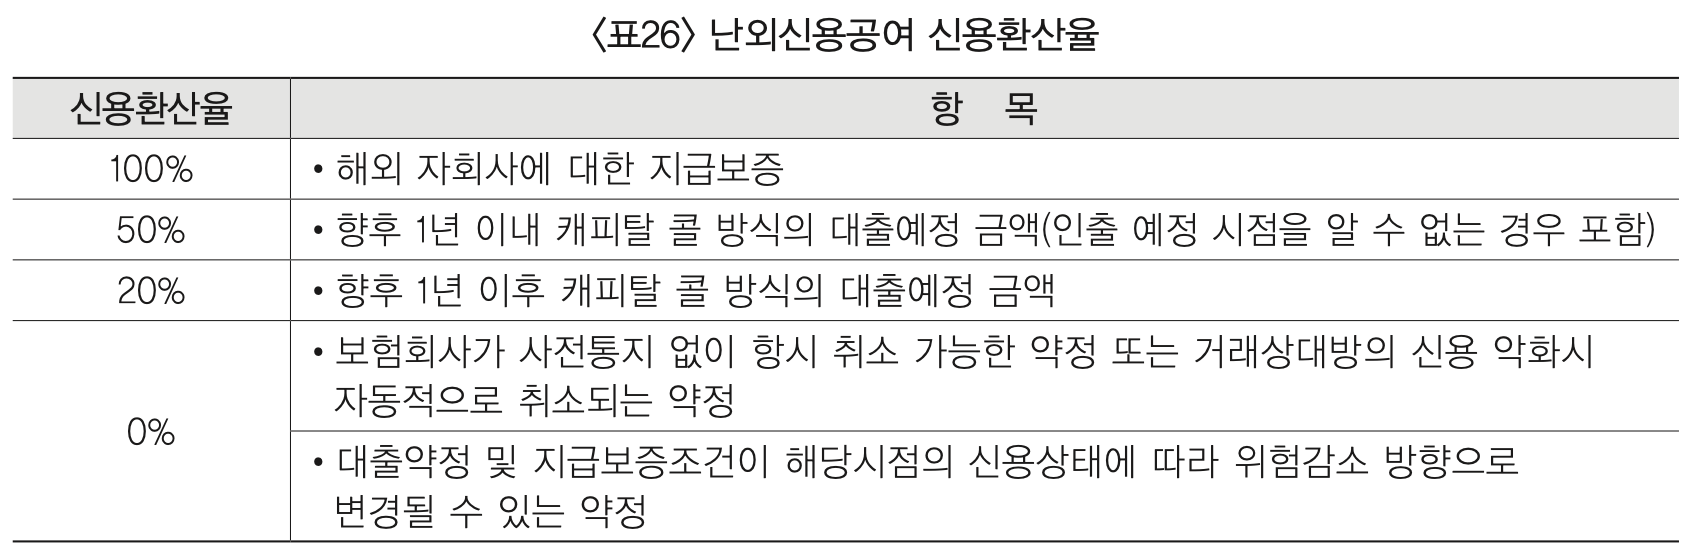 <표26> 난외신용공여 신용환산율
신용환산율 항 목
100% • 해외 자회사에 대한 지급보증
50% • 향후 1년 이내 캐피탈 콜 방식의 대출예정 금액(인출 예정 시점을 알 수 없는 경우 포함)
20% • 향후 1년 이후 캐피탈 콜 방식의 대출예정 금액
0% • 보험회사가 사전통지 없이 항시 취소 가능한 약정 또는 거래상대방의 신용 악화시
자동적으로 취소되는 약정
• 대출약정 및 지급보증조건이 해당시점의 신용상태에 따라 위험감소 방향으로
변경될 수 있는 약정